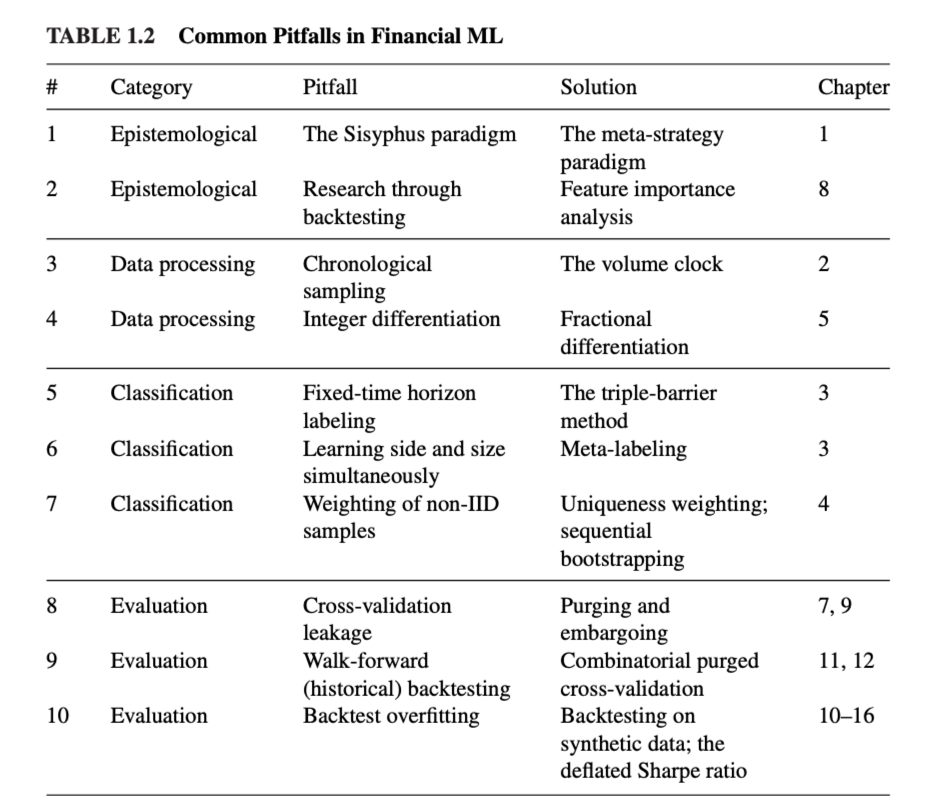 TABLE 1.2 Common Pitfalls in Financial ML
# Category Pitfall Solution Chapter
1 Epistemological The Sisyphus paradigm The meta-strategy 1
paradigm
2 Epistemological Research through Feature importance 8
backtesting analysis
3 Data processing Chronological The volume clock 2
sampling
4 Data processing Integer differentiation Fractional 5
differentiation
5 Classification Fixed-time horizon The triple-barrier 3
labeling method
6 Classification Learning side and size Meta-labeling 3
simultaneously
7 Classification Weighting of non-IID Uniqueness weighting; 4
samples sequential
bootstrapping
8 Evaluation Cross-validation Purging and 7, 9
leakage embargoing
9 Evaluation Walk-forward Combinatorial purged 11, 12
(historical) backtesting cross-validation
10 Evaluation Backtest overfitting Backtesting on 10–16
synthetic data; the
deflated Sharpe ratio